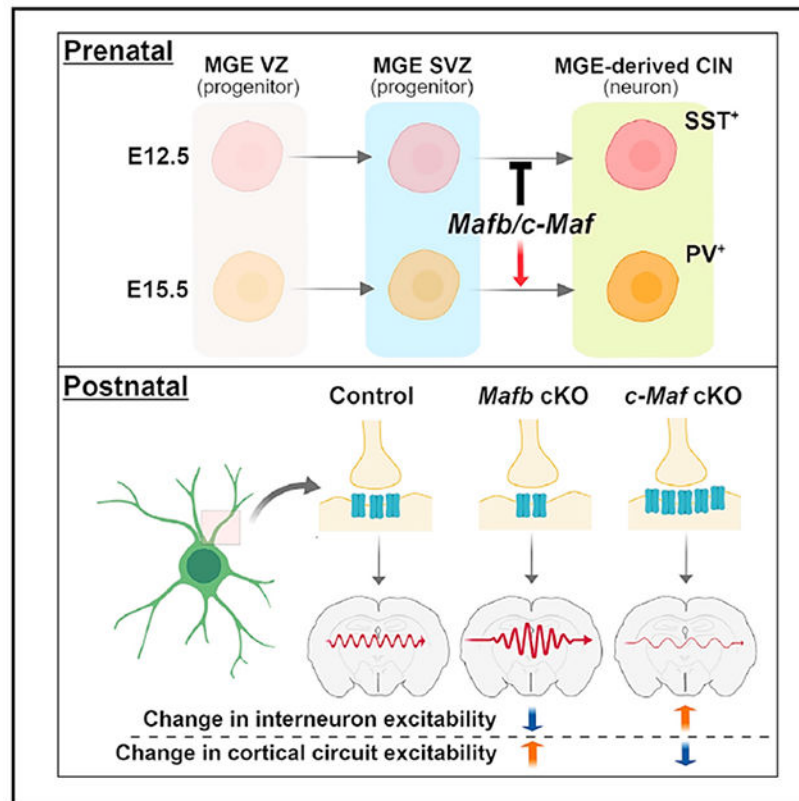 Prenatal
MGE VZ
(progenitor)
MGE SVZ
(progenitor)
MGE-derived CIN
(neuron)
E12.5
SST⁺
Mafb/c-Maf
E15.5
PV⁺
Postnatal
Control
Mafb cKO
c-Maf cKO
Change in interneuron excitability
Change in cortical circuit excitability